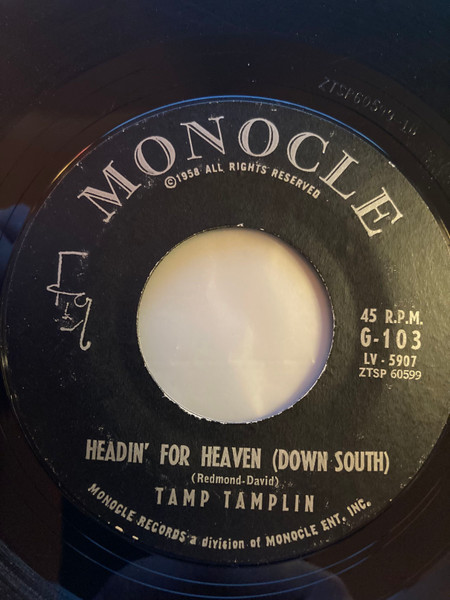 ZTSP60599 1D
MONOCLE
©1958 ALL RIGHTS RESERVED
45 R.P.M.
G-103
LV - 5907
ZTSP 60599
HEADIN' FOR HEAVEN (DOWN SOUTH)
(Redmond-David)
TAMP TAMPLIN
MONOCLE RECORDS a division of MONOCLE ENT. INC.